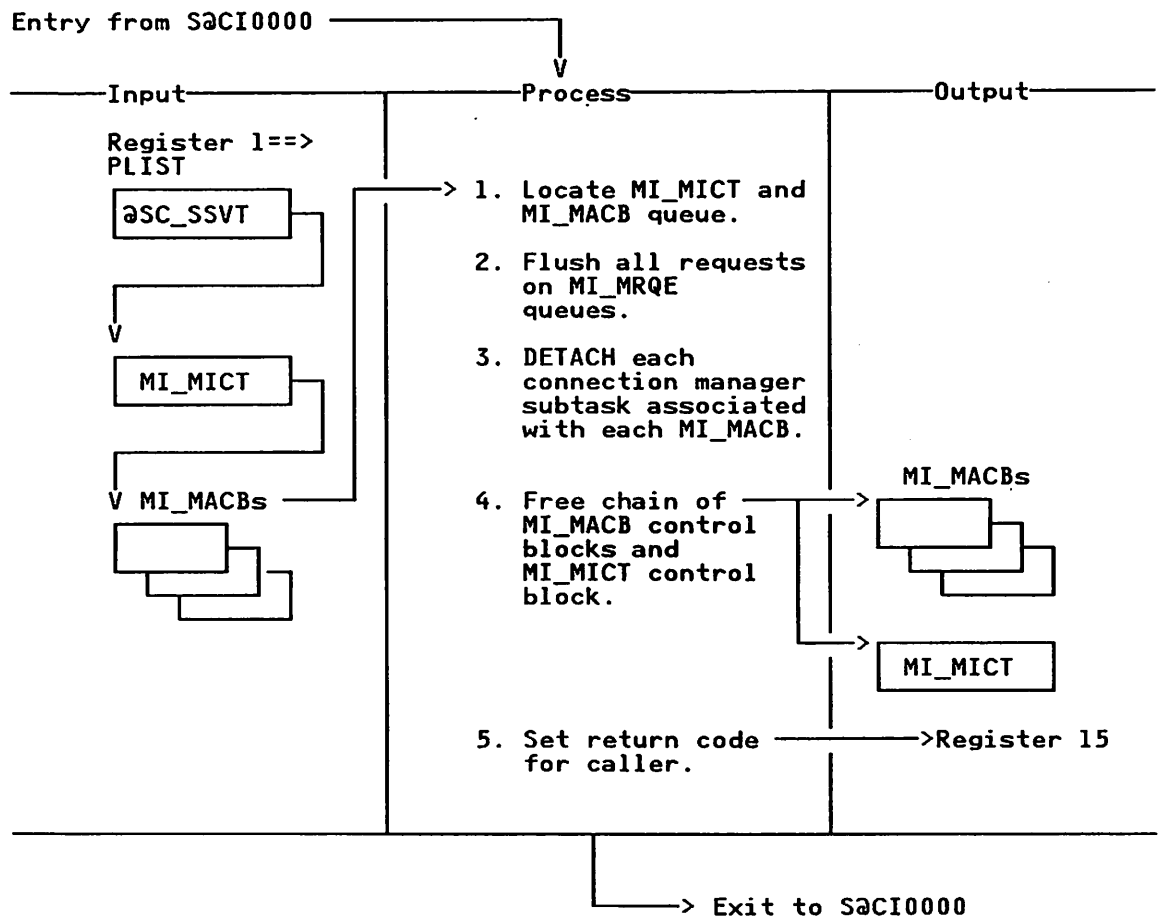 Entry from S∂CI0000
Input
Process
Output
Register 1==>
PLIST
∂SC_SSVT
V
MI_MICT
V MI_MACBs
V
> 1. Locate MI_MICT and
MI_MACB queue.
2. Flush all requests
on MI_MRQE
queues.
3. DETACH each
connection manager
subtask associated
with each MI_MACB.
4. Free chain of
MI_MACB control
blocks and
MI_MICT control
block.
5. Set return code
for caller.
MI_MACBs
>
>
MI_MICT
>Register 15
> Exit to S∂CI0000